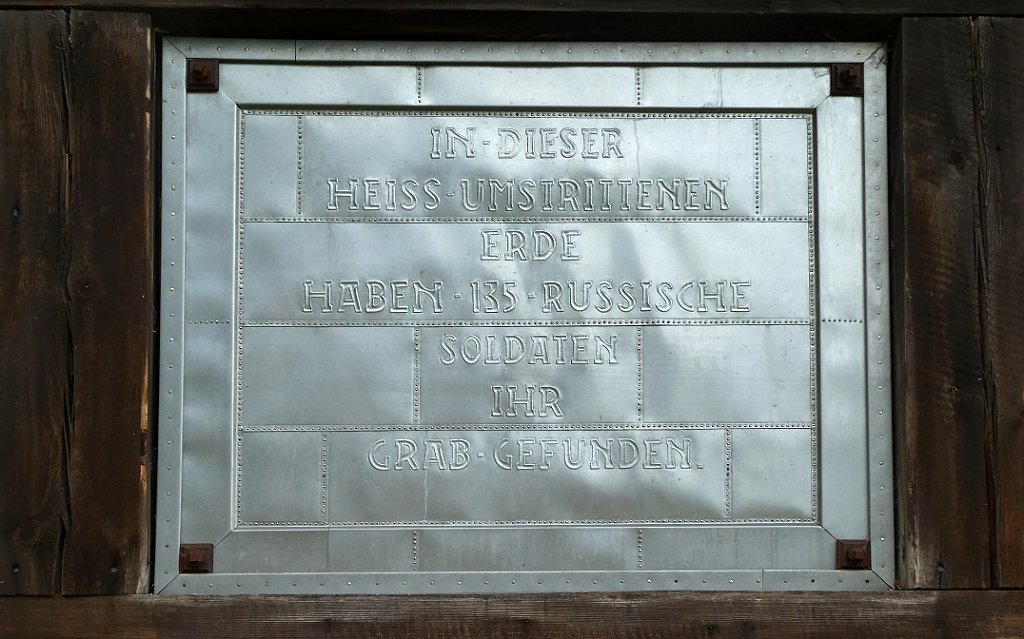 IN-DIESER
HEISS-UMSTRITTENEN
ERDE
HABEN-135-RUSSISCHE
SOLDATEN
IHR
GRAB-GEFUNDEN.